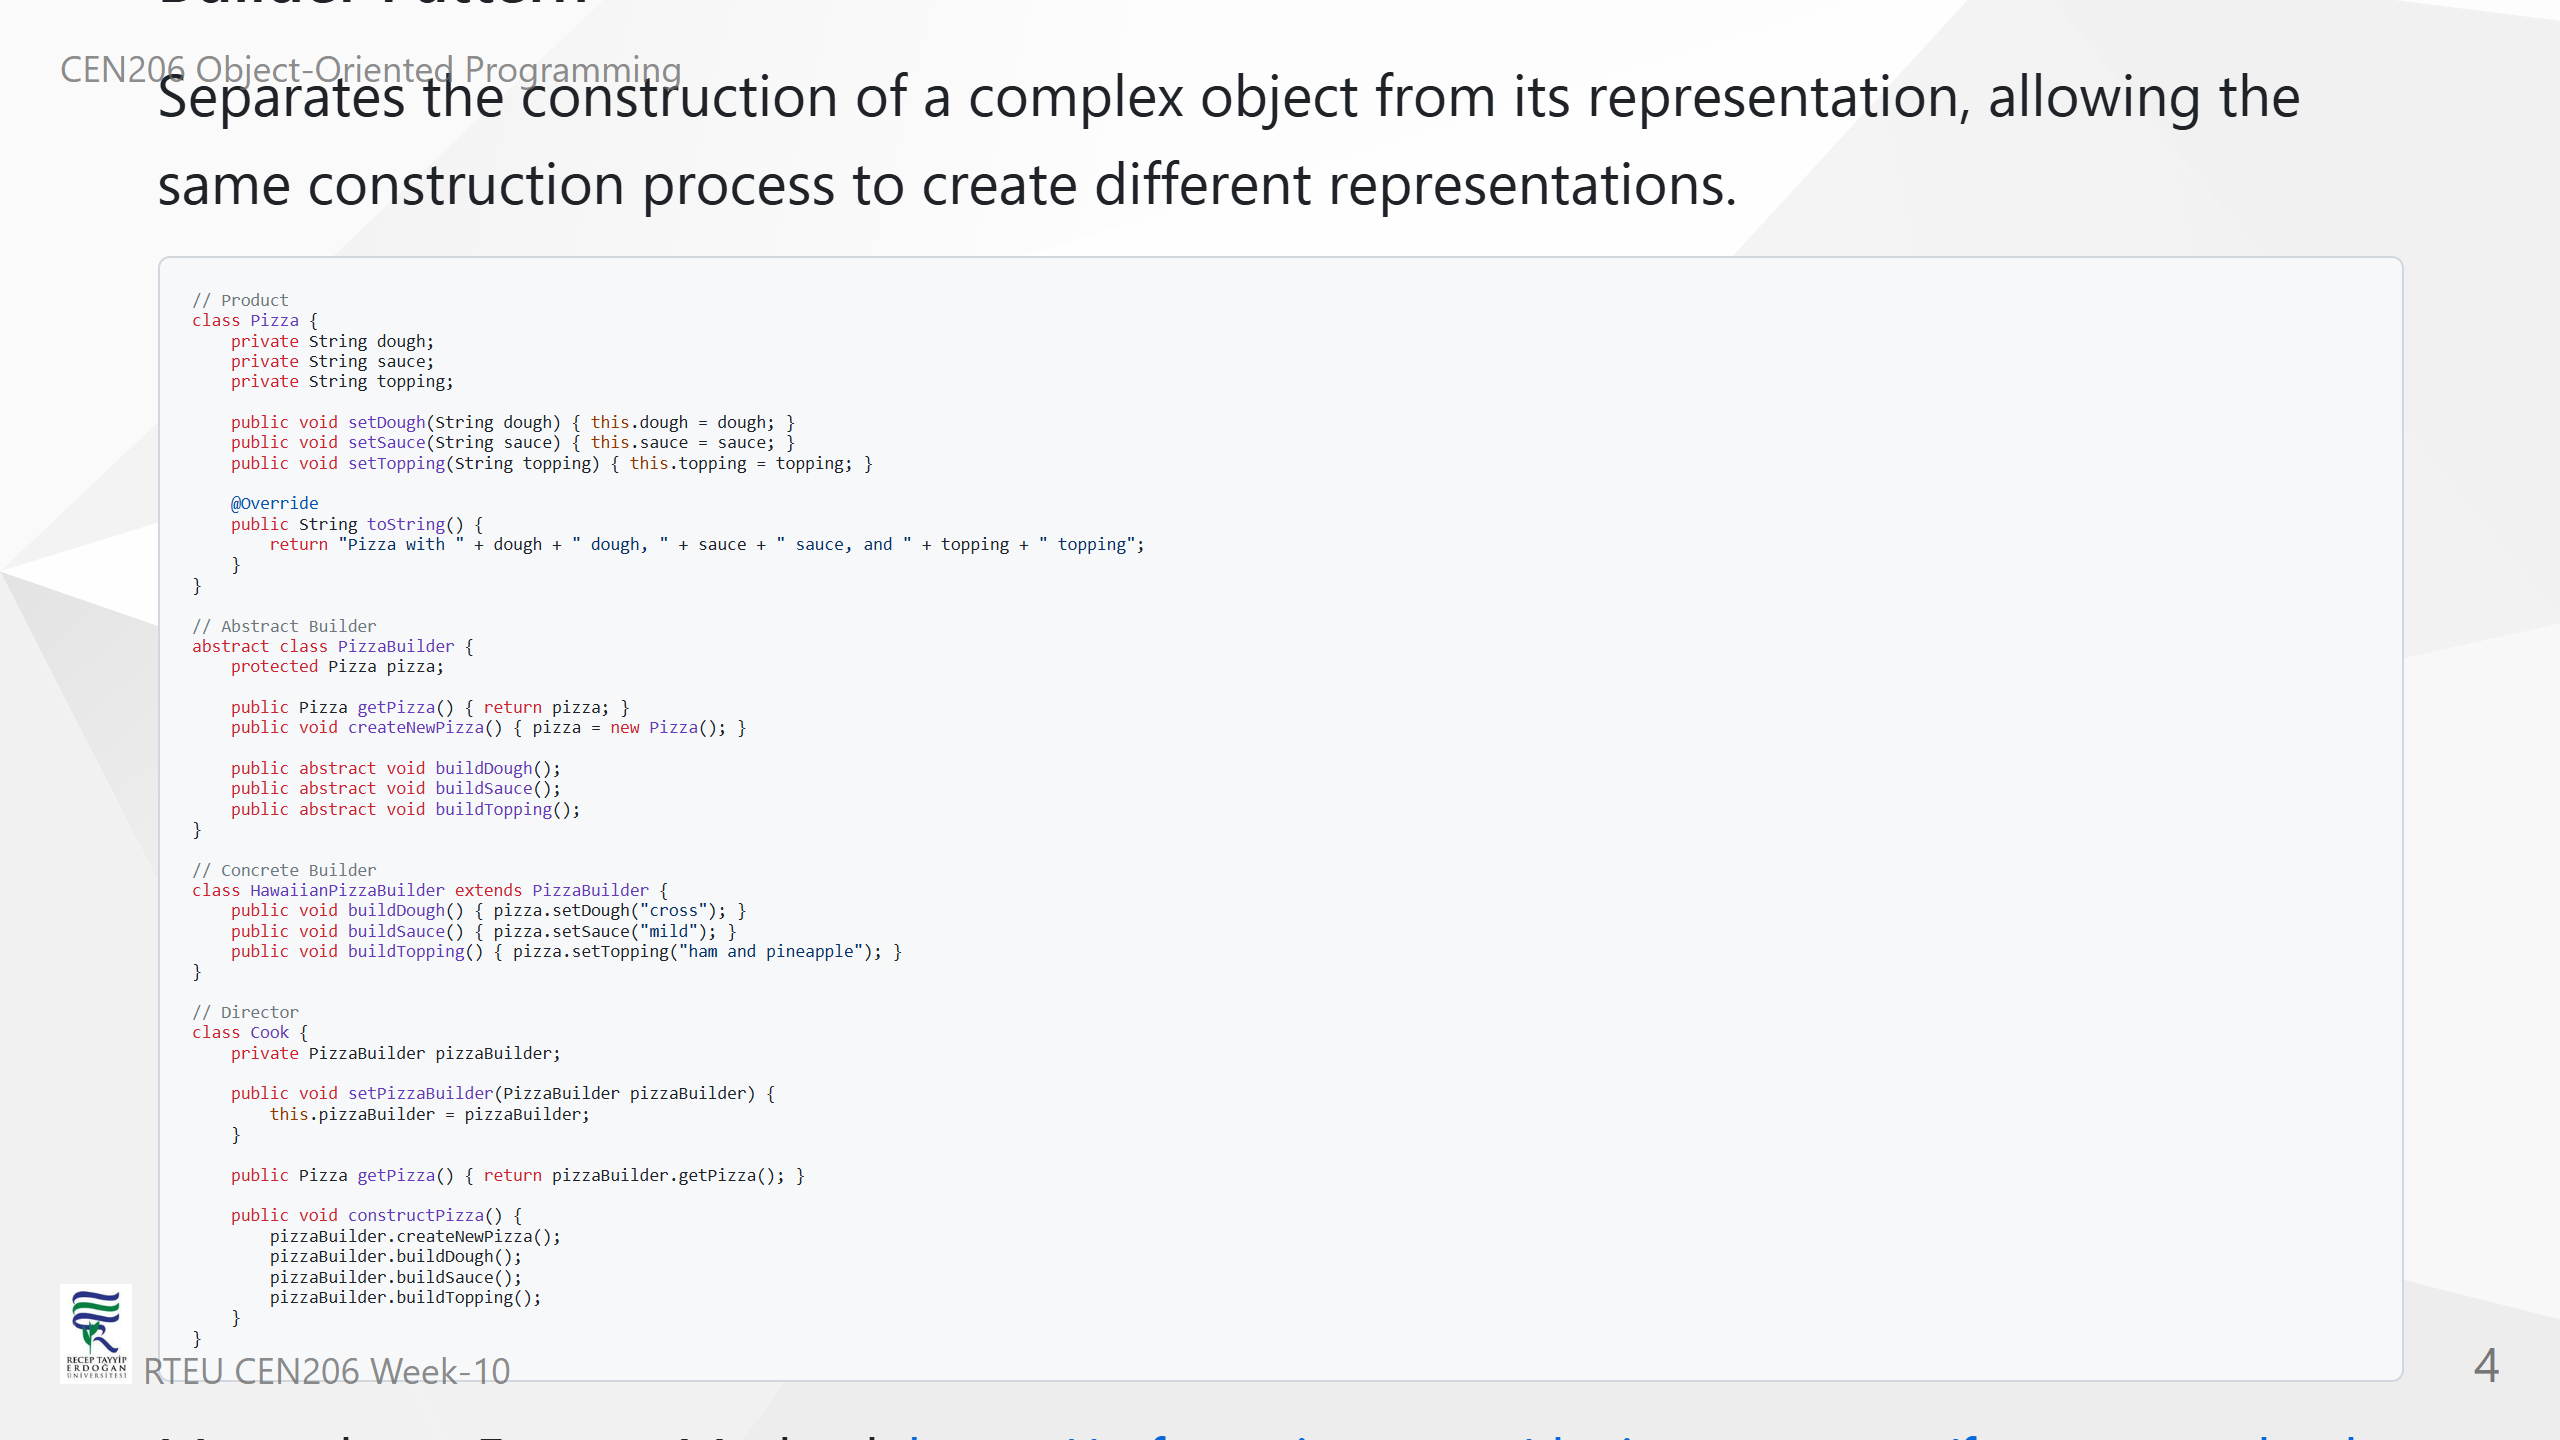 Builder Pattern
CEN206 Object-Oriented Programming
Separates the construction of a complex object from its representation, allowing the
same construction process to create different representations.
// Product
class Pizza {
    private String dough;
    private String sauce;
    private String topping;

    public void setDough(String dough) { this.dough = dough; }
    public void setSauce(String sauce) { this.sauce = sauce; }
    public void setTopping(String topping) { this.topping = topping; }

    @Override
    public String toString() {
        return "Pizza with " + dough + " dough, " + sauce + " sauce, and " + topping + " topping";
    }
}

// Abstract Builder
abstract class PizzaBuilder {
    protected Pizza pizza;

    public Pizza getPizza() { return pizza; }
    public void createNewPizza() { pizza = new Pizza(); }

    public abstract void buildDough();
    public abstract void buildSauce();
    public abstract void buildTopping();
}

// Concrete Builder
class HawaiianPizzaBuilder extends PizzaBuilder {
    public void buildDough() { pizza.setDough("cross"); }
    public void buildSauce() { pizza.setSauce("mild"); }
    public void buildTopping() { pizza.setTopping("ham and pineapple"); }
}

// Director
class Cook {
    private PizzaBuilder pizzaBuilder;

    public void setPizzaBuilder(PizzaBuilder pizzaBuilder) {
        this.pizzaBuilder = pizzaBuilder;
    }

    public Pizza getPizza() { return pizzaBuilder.getPizza(); }

    public void constructPizza() {
        pizzaBuilder.createNewPizza();
        pizzaBuilder.buildDough();
        pizzaBuilder.buildSauce();
        pizzaBuilder.buildTopping();
    }
}
RECEP TAYYİP
ERDOĞAN
ÜNİVERSİTESİ
RTEU CEN206 Week-10
4